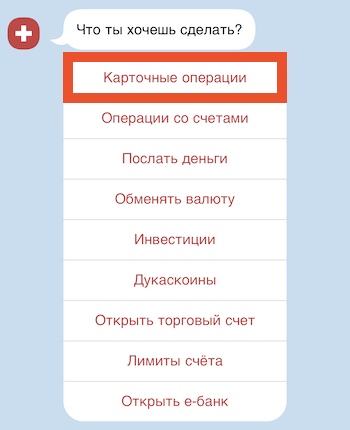 Что ты хочешь сделать?
Карточные операции
Операции со счетами
Послать деньги
Обменять валюту
Инвестиции
Дукаскоины
Открыть торговый счет
Лимиты счёта
Открыть е-банк